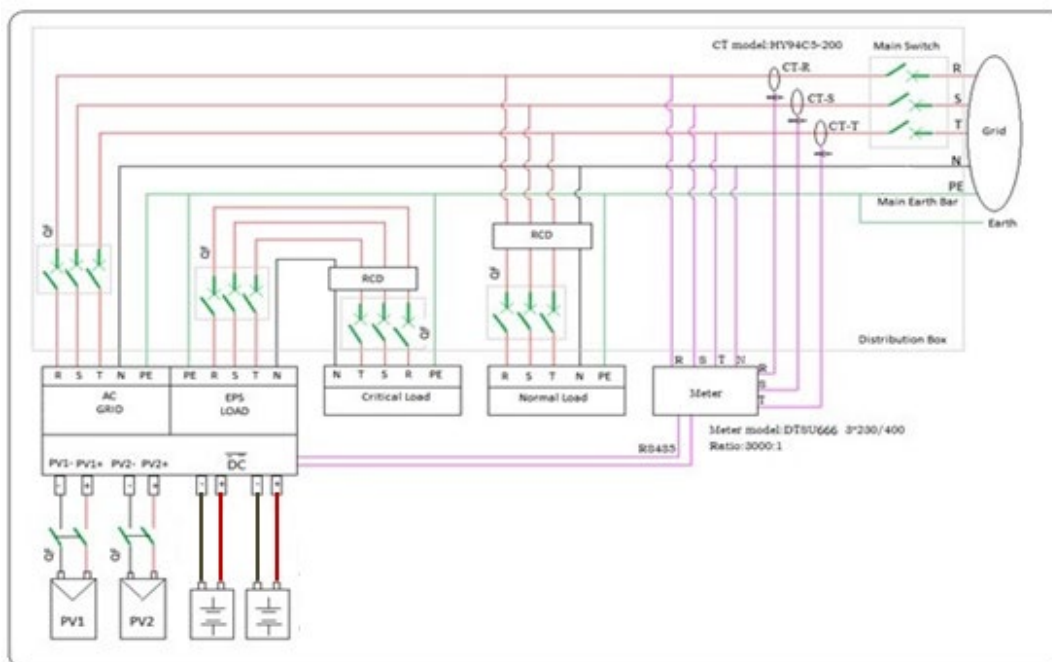 CT model:HY94C5-200
Main Switch
CT-R
R
CT-S
S
CT-T
T
Grid
N
PE
Main Earth Bar
Earth
QF
RCD
QF
QF
RCD
QF
Distribution Box
R S T N PE
PE R S T N
N T S R PE
R S T N PE
R S T N
R
S
T
AC
GRID
EPS
LOAD
Critical Load
Normal Load
Meter
Meter model:DTSU666 3*230/400
Ratio:3000:1
RS485
PV1- PV1+ PV2- PV2+
DC
- + - + - + - +
QF
QF
PV1
PV2